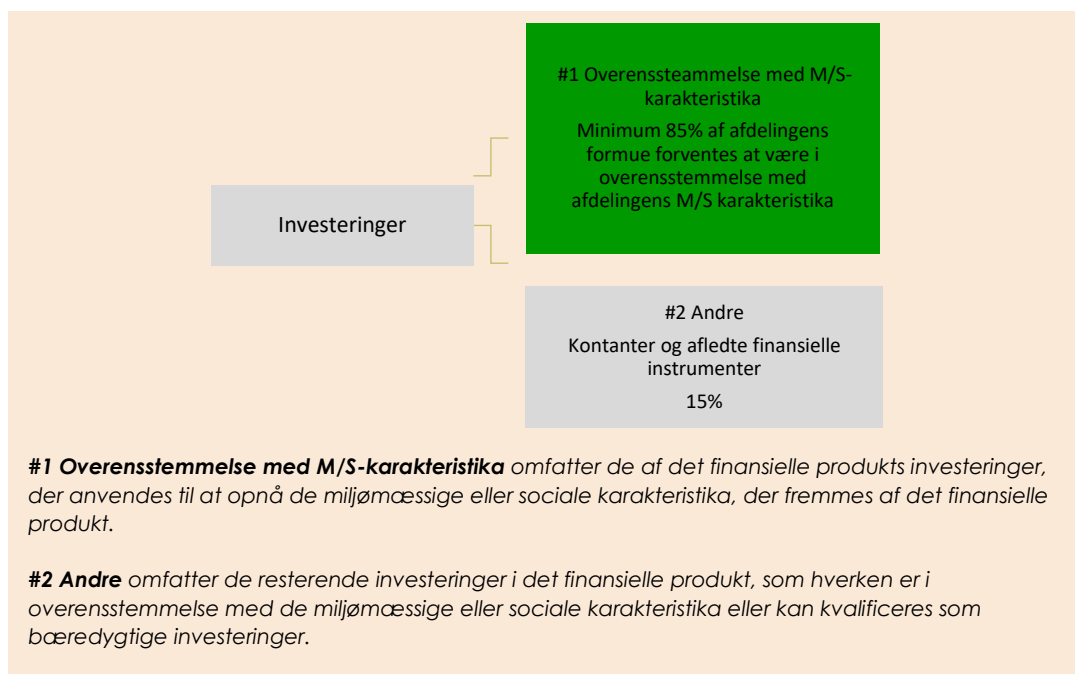 #1 Overenssteammelse med M/S-
karakteristika
Minimum 85% af afdelingens
formue forventes at være i
overensstemmelse med
afdelingens M/S karakteristika
Investeringer
#2 Andre
Kontanter og afledte finansielle
instrumenter
15%
#1 Overensstemmelse med M/S-karakteristika omfatter de af det finansielle produkts investeringer,
der anvendes til at opnå de miljømæssige eller sociale karakteristika, der fremmes af det finansielle
produkt.
#2 Andre omfatter de resterende investeringer i det finansielle produkt, som hverken er i
overensstemmelse med de miljømæssige eller sociale karakteristika eller kan kvalificeres som
bæredygtige investeringer.